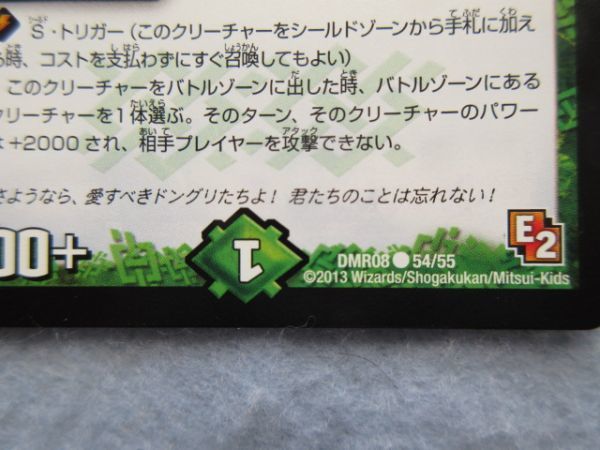 S・トリガー(このクリーチャーをシールドゾーンから手札に加え
時、コストを支払わずにすぐ召喚してもよい)
このクリーチャーをバトルゾーンに出した時、バトルゾーンにある
クリーチャーを1体選ぶ。そのターン、そのクリーチャーのパワー
は+2000され、相手プレイヤーを攻撃できない。
さようなら、愛すべきドングリたちよ! 君たちのことは忘れない!
00+
1
E2
DMR08 ● 54/55
©2013 Wizards/Shogakukan/Mitsui-Kids